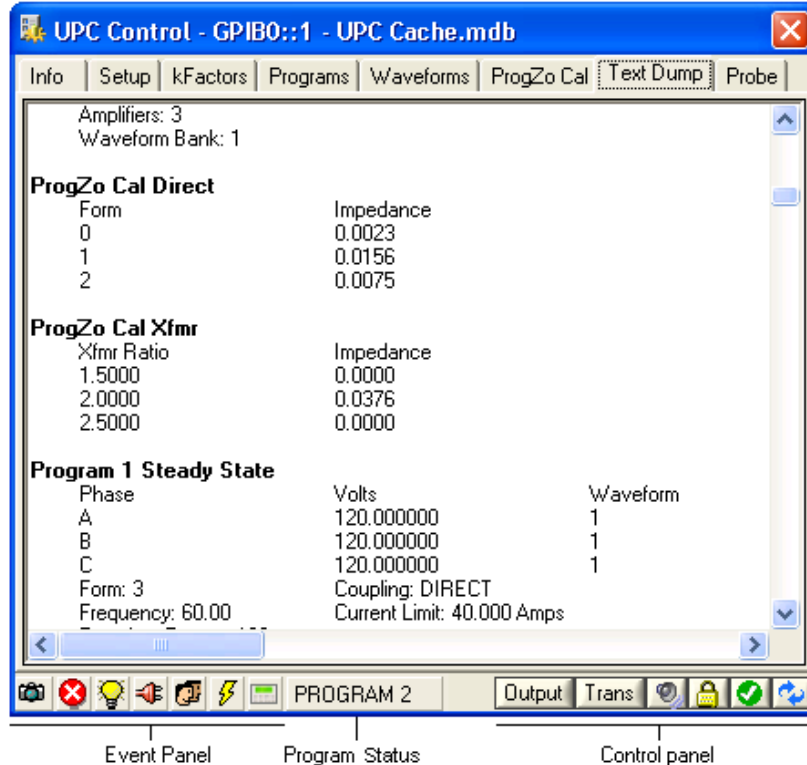 UPC Control - GPIB0::1 - UPC Cache.mdb
Info Setup kFactors Programs Waveforms ProgZo Cal Text Dump Probe
Amplifiers: 3
Waveform Bank: 1
ProgZo Cal Direct
Form Impedance
0 0.0023
1 0.0156
2 0.0075
ProgZo Cal Xfmr
Xfmr Ratio Impedance
1.5000 0.0000
2.0000 0.0376
2.5000 0.0000
Program 1 Steady State
Phase Volts Waveform
A 120.000000 1
B 120.000000 1
C 120.000000 1
Form: 3 Coupling: DIRECT
Frequency: 60.00 Current Limit: 40.000 Amps
PROGRAM 2 Output Trans
Event Panel Program Status Control panel